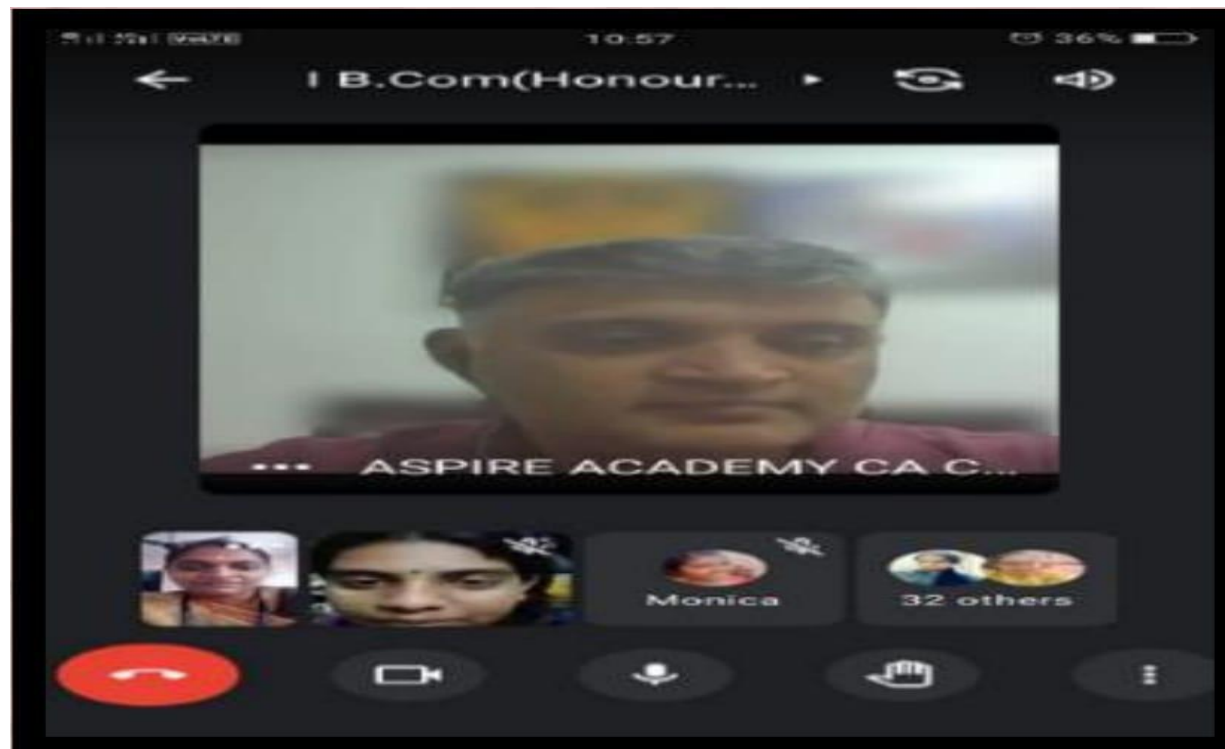 10:57 36%
I B.Com(Honour...
ASPIRE ACADEMY CA C...
Monica
32 others